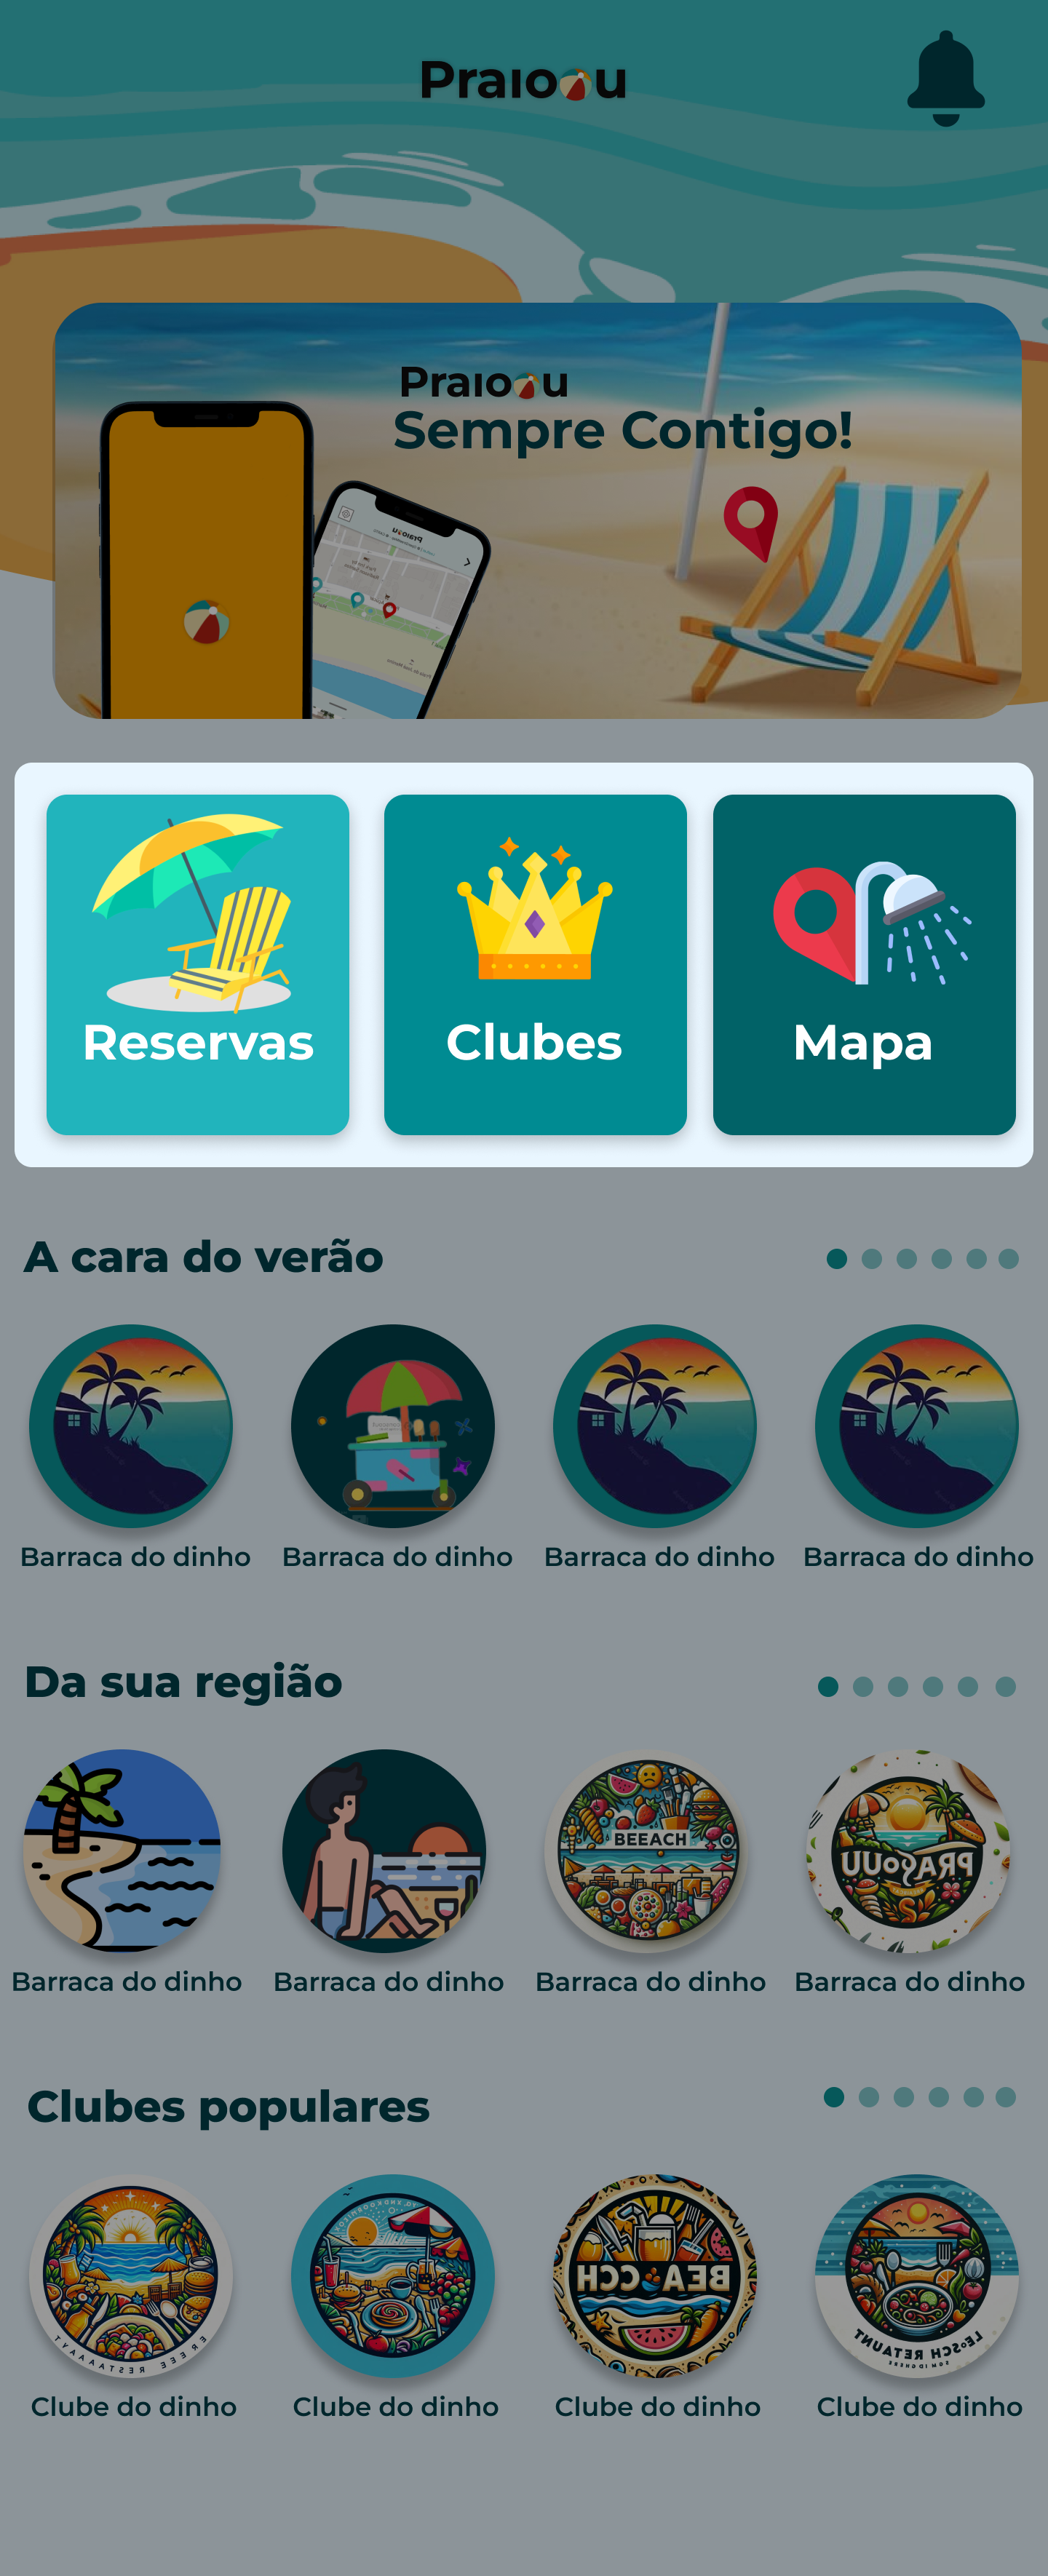 Praıou
Praıou
Sempre Contigo!
Reservas
Clubes
Mapa
A cara do verão
Barraca do dinho
Barraca do dinho
Barraca do dinho
Barraca do dinho
Da sua região
BEEACH
Barraca do dinho
Barraca do dinho
Barraca do dinho
Barraca do dinho
Clubes populares
Clube do dinho
Clube do dinho
Clube do dinho
Clube do dinho